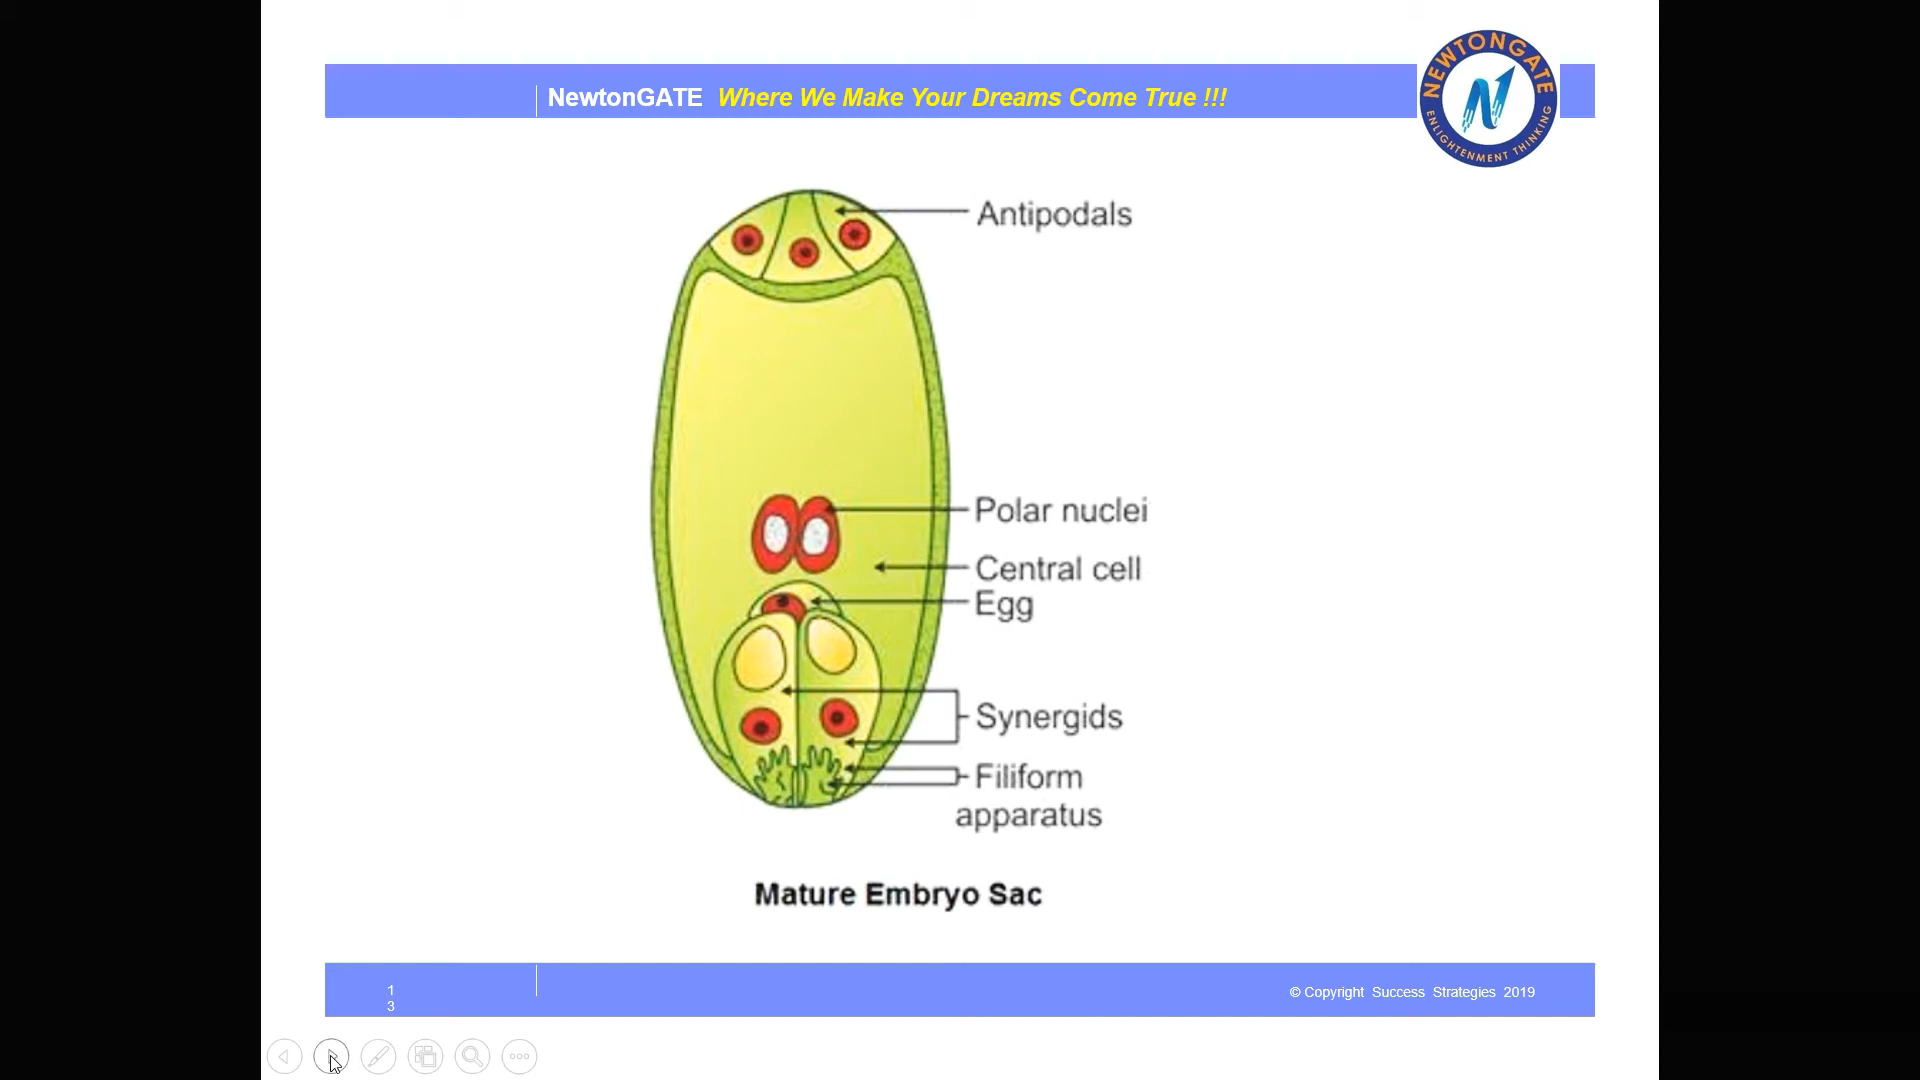 NewtonGATE Where We Make Your Dreams Come True !!!
NEWTONGATE
ENLIGHTENMENT THINKING
N
Antipodals
Polar nuclei
Central cell
Egg
Synergids
Filiform
apparatus
Mature Embryo Sac
1
3
© Copyright Success Strategies 2019